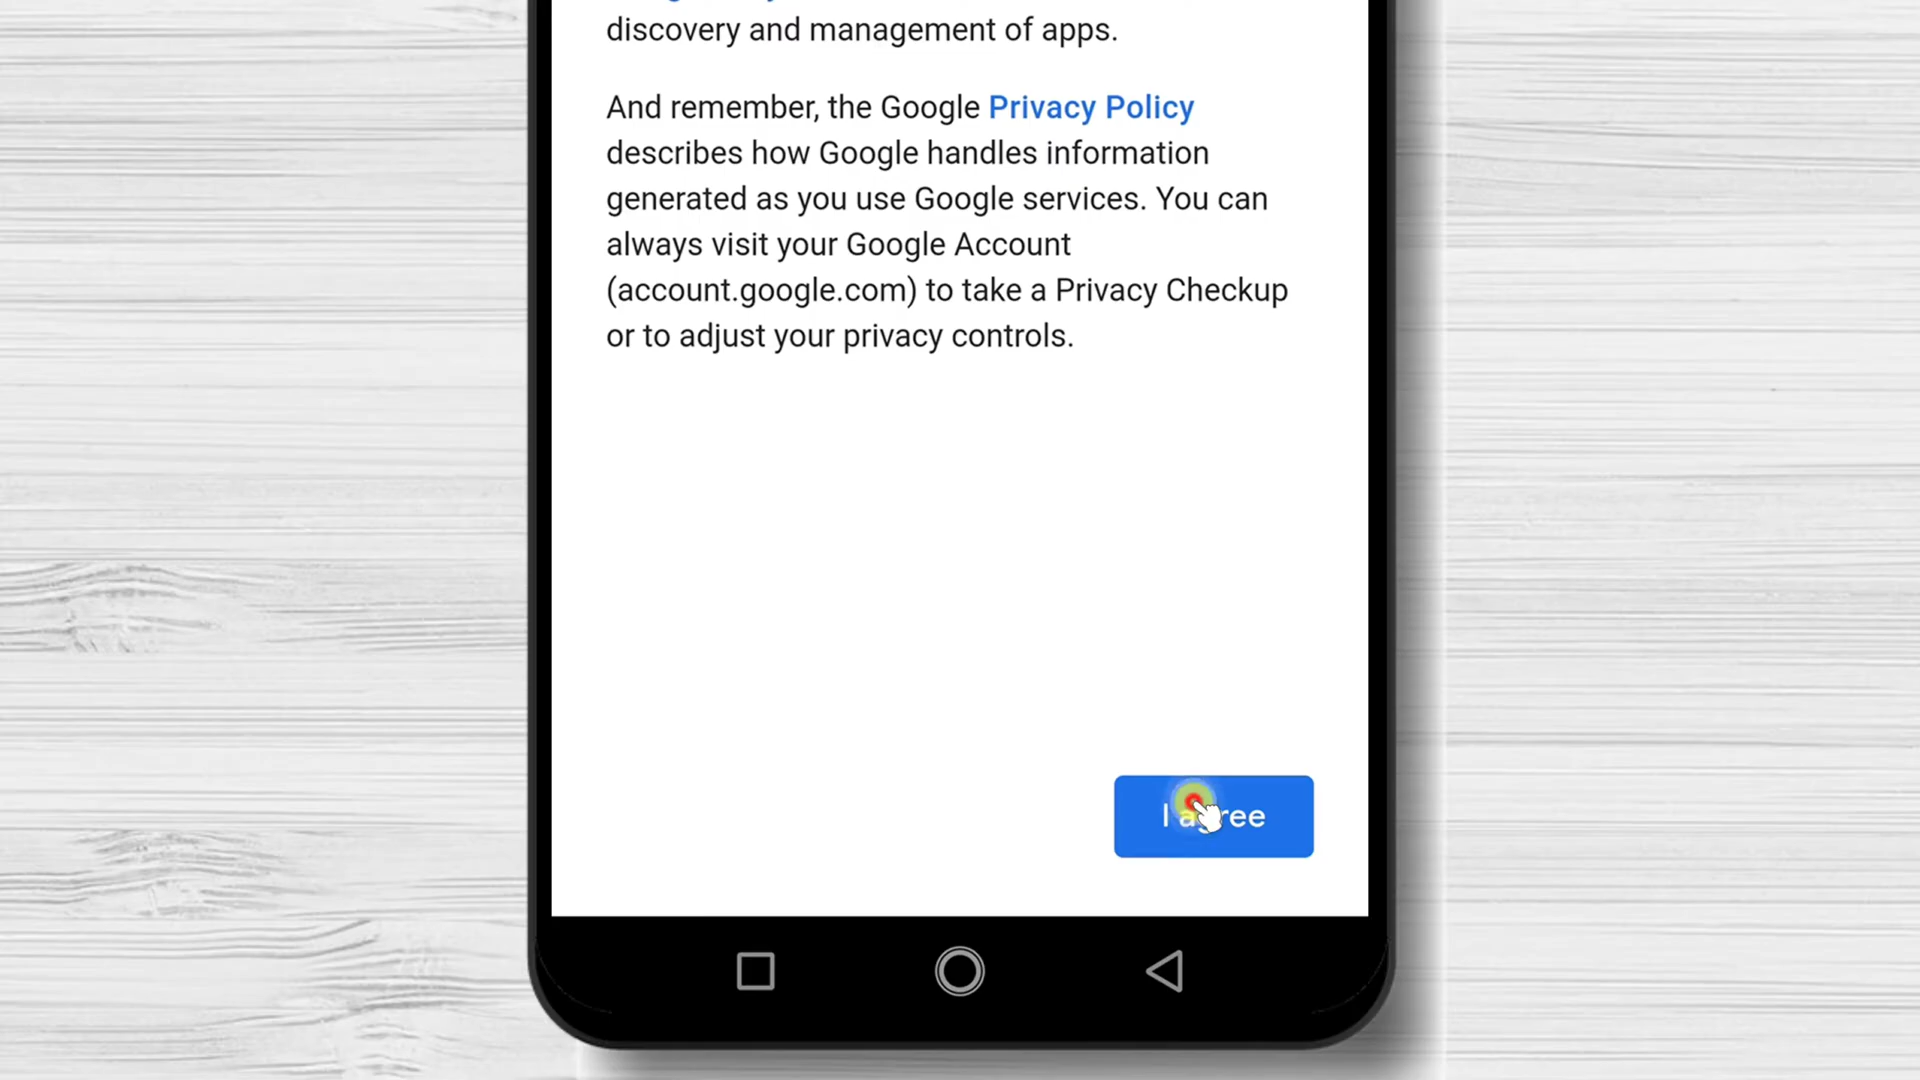 discovery and management of apps.
And remember, the Google Privacy Policy
describes how Google handles information
generated as you use Google services. You can
always visit your Google Account
(account.google.com) to take a Privacy Checkup
or to adjust your privacy controls.
I agree